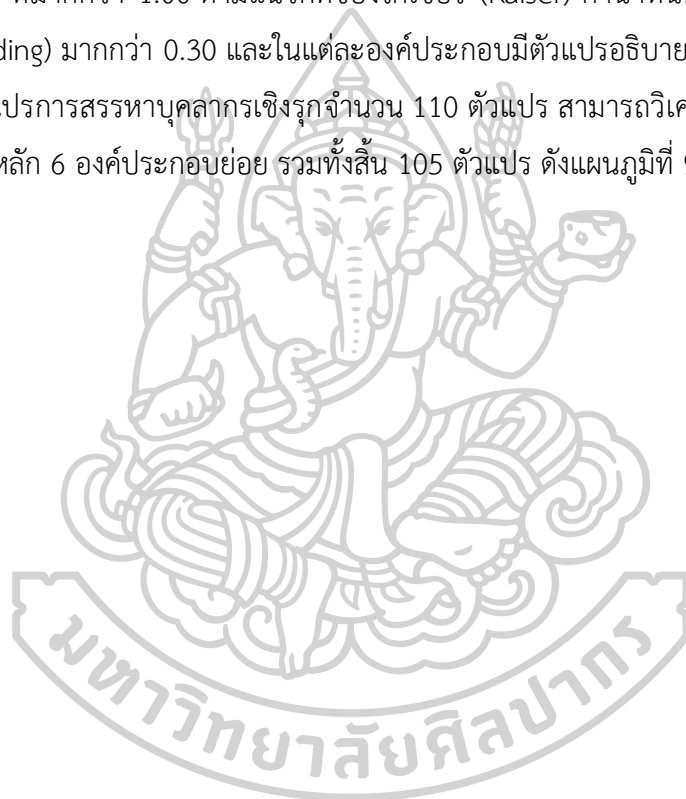 ที่มากกว่า 1.00 ตามแนวคิดของไกเซอร์ (Kaiser)
ding) มากกว่า 0.30 และในแต่ละองค์ประกอบมีตัวแปรอธิบาย
ปรการสรรหาบุคลากรเชิงรุกจำนวน 110 ตัวแปร สามารถวิเค
หลัก 6 องค์ประกอบย่อย รวมทั้งสิ้น 105 ตัวแปร ดังแผนภูมิที่ 9
มหาวิทยาลัยศิลปากร